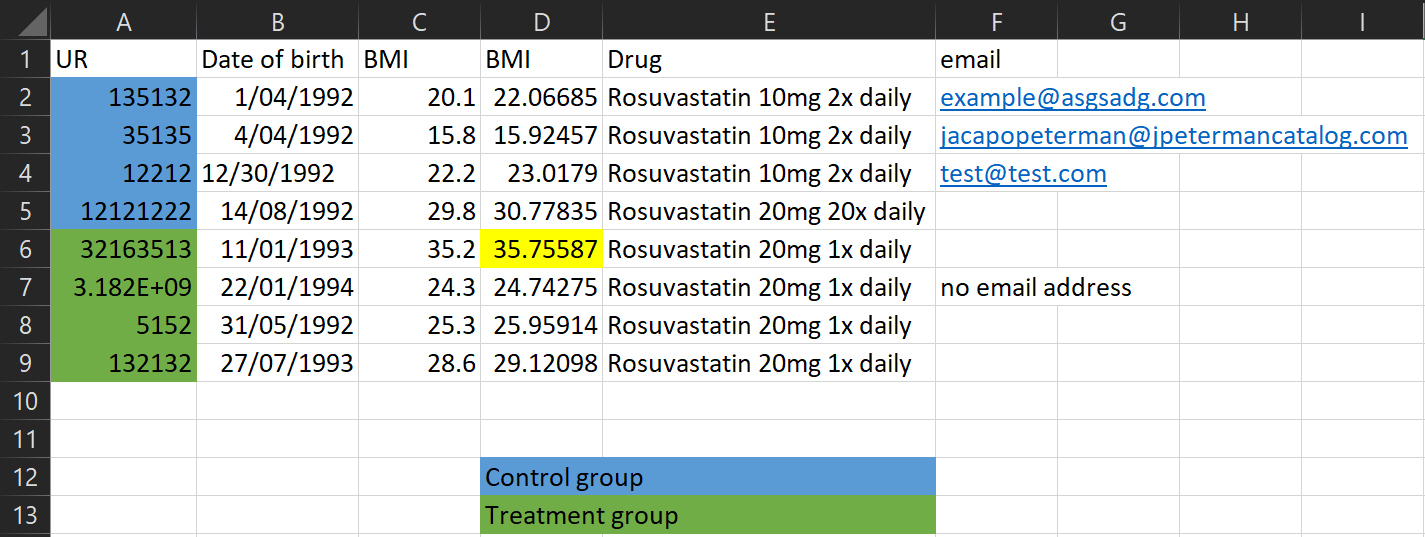 A B C D E F G H I
1 UR Date of birth BMI BMI Drug email
2 135132 1/04/1992 20.1 22.06685 Rosuvastatin 10mg 2x daily example@asgsadg.com
3 35135 4/04/1992 15.8 15.92457 Rosuvastatin 10mg 2x daily jacapopeterman@jpetermancatalog.com
4 12212 12/30/1992 22.2 23.0179 Rosuvastatin 10mg 2x daily test@test.com
5 12121222 14/08/1992 29.8 30.77835 Rosuvastatin 20mg 20x daily
6 32163513 11/01/1993 35.2 35.75587 Rosuvastatin 20mg 1x daily
7 3.182E+09 22/01/1994 24.3 24.74275 Rosuvastatin 20mg 1x daily no email address
8 5152 31/05/1992 25.3 25.95914 Rosuvastatin 20mg 1x daily
9 132132 27/07/1993 28.6 29.12098 Rosuvastatin 20mg 1x daily
10
11
12 Control group
13 Treatment group